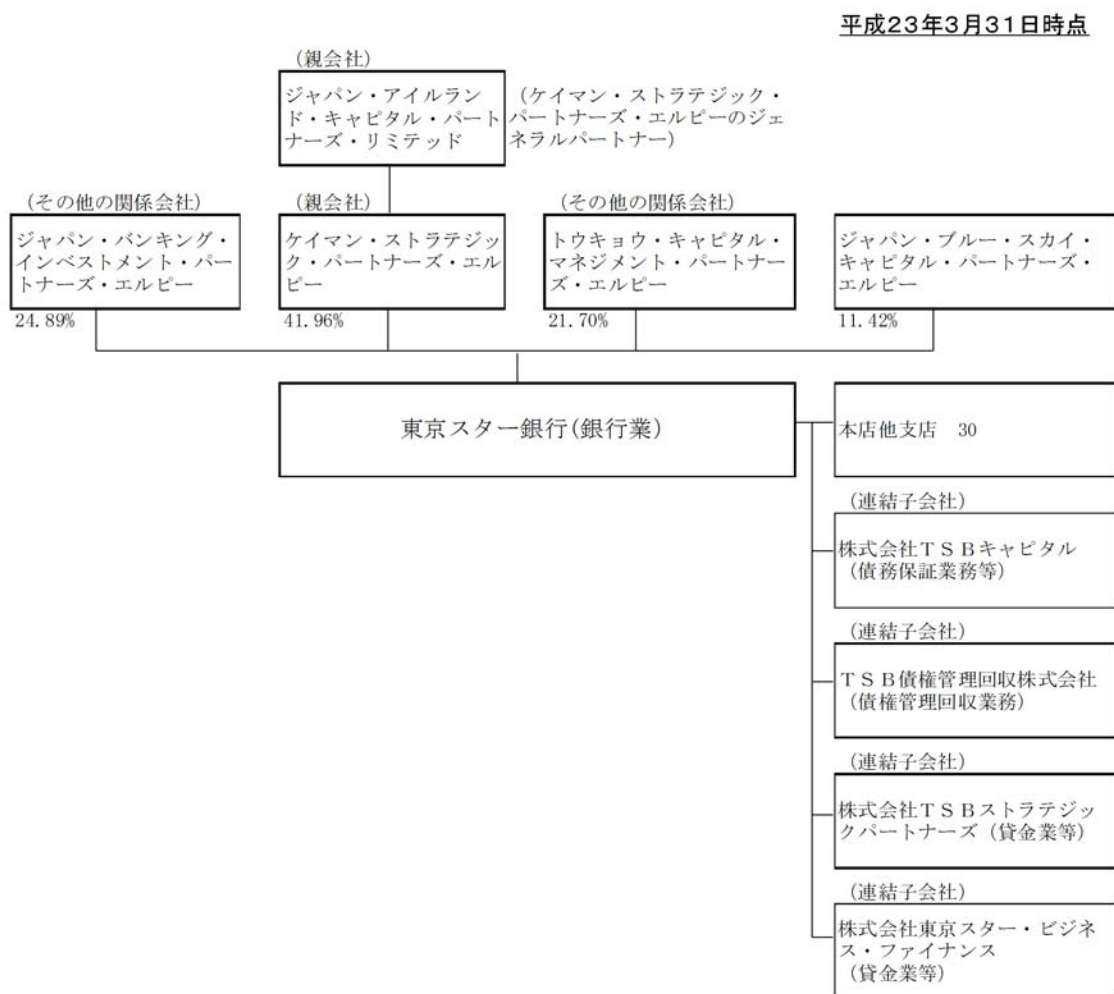 平成23年3月31日時点
(親会社)
ジャパン・アイルラン
ド・キャピタル・パート
ナーズ・リミテッド
(ケイマン・ストラテジック・
パートナーズ・エルピーのジェ
ネラルパートナー)
(その他の関係会社)
ジャパン・バンキング・
インベストメント・パー
トナーズ・エルピー
24.89%
(親会社)
ケイマン・ストラテジッ
ク・パートナーズ・エル
ピー
41.96%
(その他の関係会社)
トウキョウ・キャピタル・
マネジメント・パートナー
ズ・エルピー
21.70%
ジャパン・ブルー・スカイ・
キャピタル・パートナーズ・
エルピー
11.42%
東京スター銀行(銀行業)
本店他支店 30
(連結子会社)
株式会社TSBキャピタル
(債務保証業務等)
(連結子会社)
TSB債権管理回収株式会社
(債権管理回収業務)
(連結子会社)
株式会社TSBストラテジッ
クパートナーズ(貸金業等)
(連結子会社)
株式会社東京スター・ビジネ
ス・ファイナンス
(貸金業等)